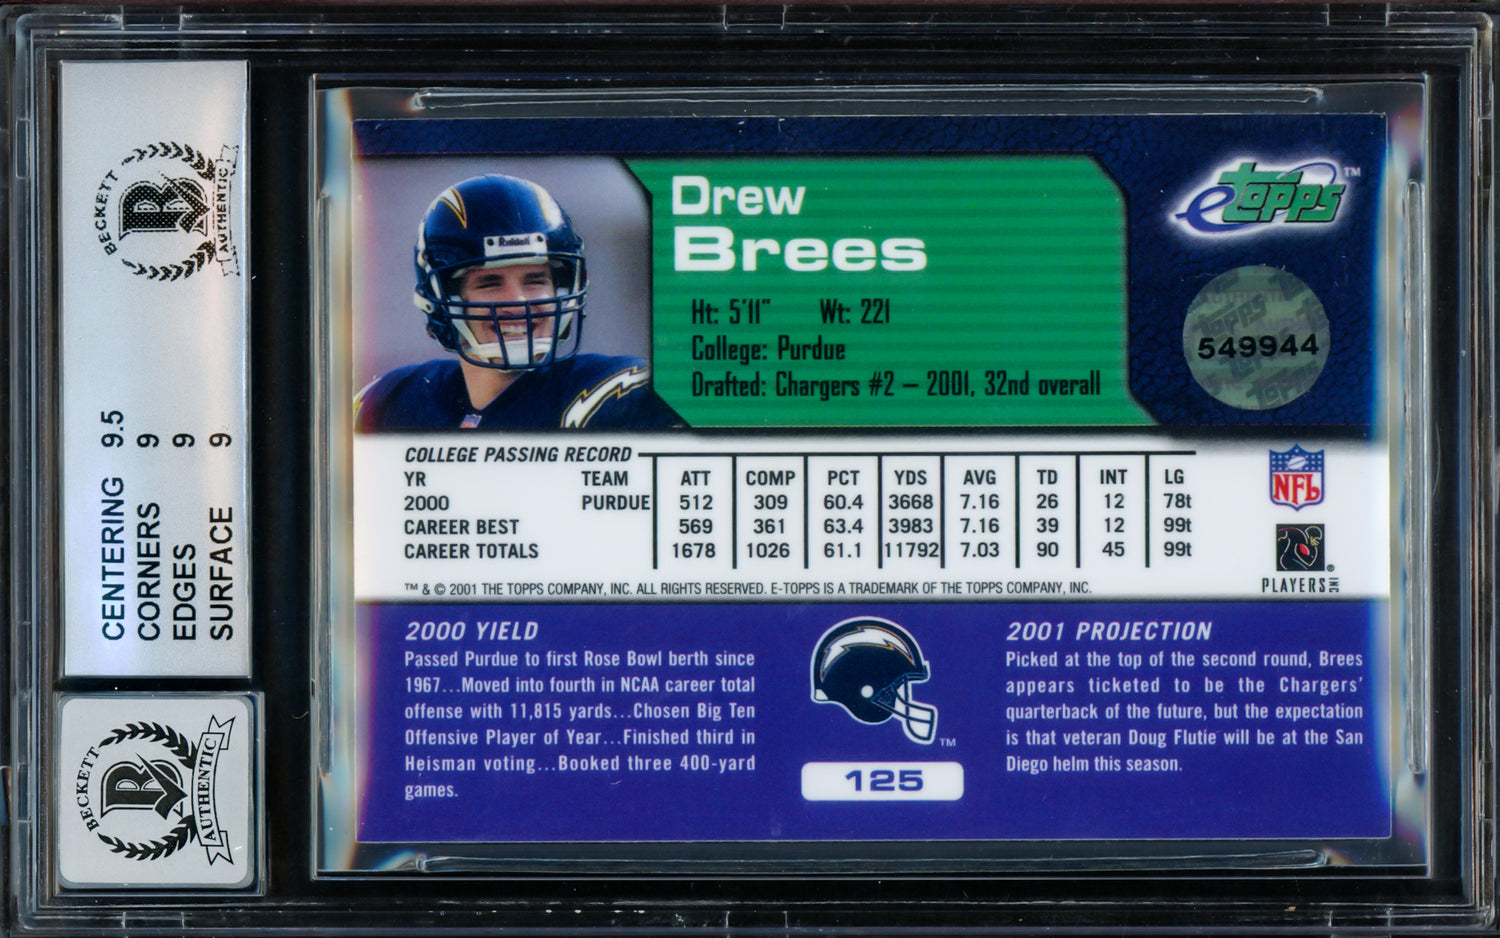 BECKETT
AUTHENTIC
CENTERING 9.5
CORNERS 9
EDGES 9
SURFACE 9
BECKETT
AUTHENTIC
Riddell
Drew
Brees
Ht: 5'11" Wt: 221
College: Purdue
Drafted: Chargers #2 – 2001, 32nd overall
etopps™
549944
COLLEGE PASSING RECORD
YR TEAM ATT COMP PCT YDS AVG TD INT LG
2000 PURDUE 512 309 60.4 3668 7.16 26 12 78t
CAREER BEST 569 361 63.4 3983 7.16 39 12 99t
CAREER TOTALS 1678 1026 61.1 11792 7.03 90 45 99t
™ & © 2001 THE TOPPS COMPANY, INC. ALL RIGHTS RESERVED. E-TOPPS IS A TRADEMARK OF THE TOPPS COMPANY, INC.
NFL
®
PLAYERS INC
2000 YIELD
Passed Purdue to first Rose Bowl berth since
1967...Moved into fourth in NCAA career total
offense with 11,815 yards...Chosen Big Ten
Offensive Player of Year...Finished third in
Heisman voting...Booked three 400-yard
games.
™
125
2001 PROJECTION
Picked at the top of the second round, Brees
appears ticketed to be the Chargers'
quarterback of the future, but the expectation
is that veteran Doug Flutie will be at the San
Diego helm this season.